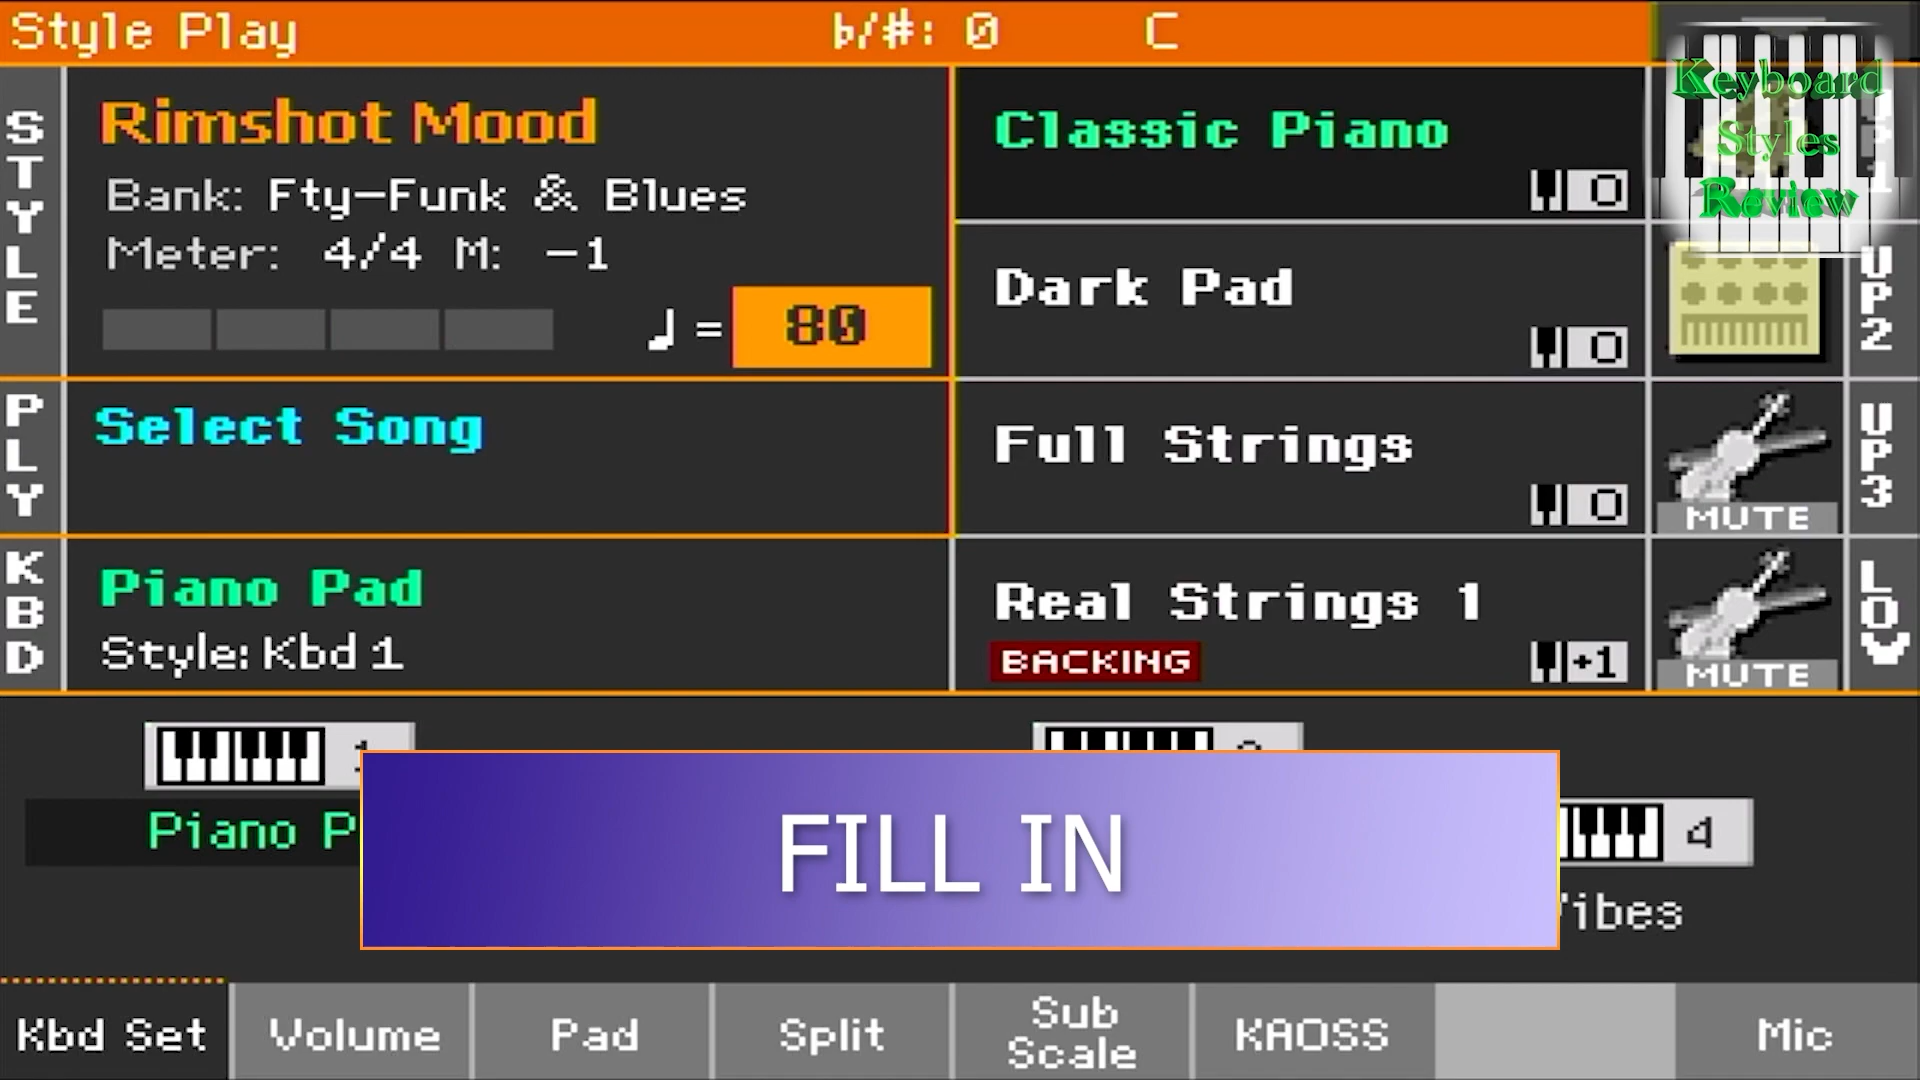 Style Play b/#: 0 C
Keyboard
Styles
Review
STYLE
Rimshot Mood
Bank: Fty-Funk & Blues
Meter: 4/4 M: -1
♩ = 80
Classic Piano
0
Dark Pad
0
UP2
PLY
Select Song
Full Strings
0
MUTE
UP3
KBD
Piano Pad
Style: Kbd 1
Real Strings 1
BACKING
+1
MUTE
LOW
Piano P
FILL IN
4
ibes
Kbd Set Volume Pad Split Sub Scale KAOSS Mic